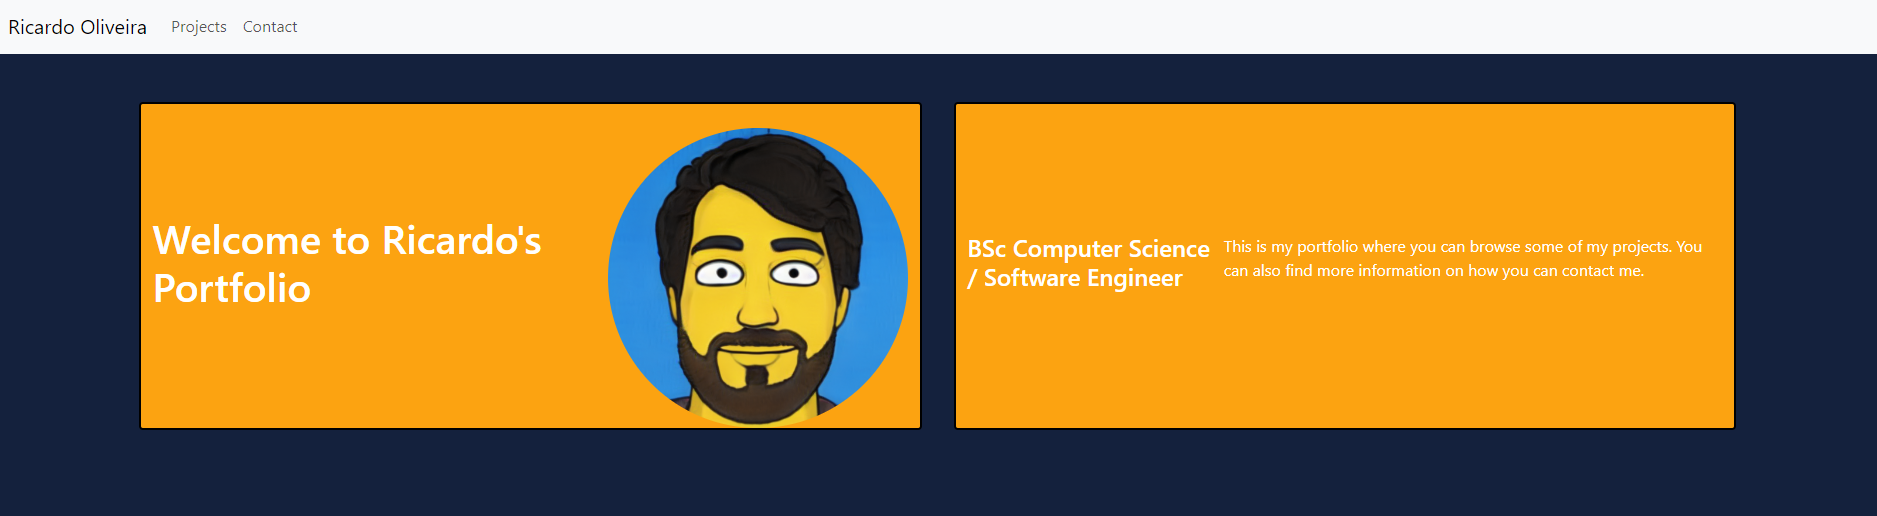 Ricardo Oliveira
Projects
Contact
Welcome to Ricardo's
Portfolio
BSc Computer Science
/ Software Engineer
This is my portfolio where you can browse some of my projects. You
can also find more information on how you can contact me.